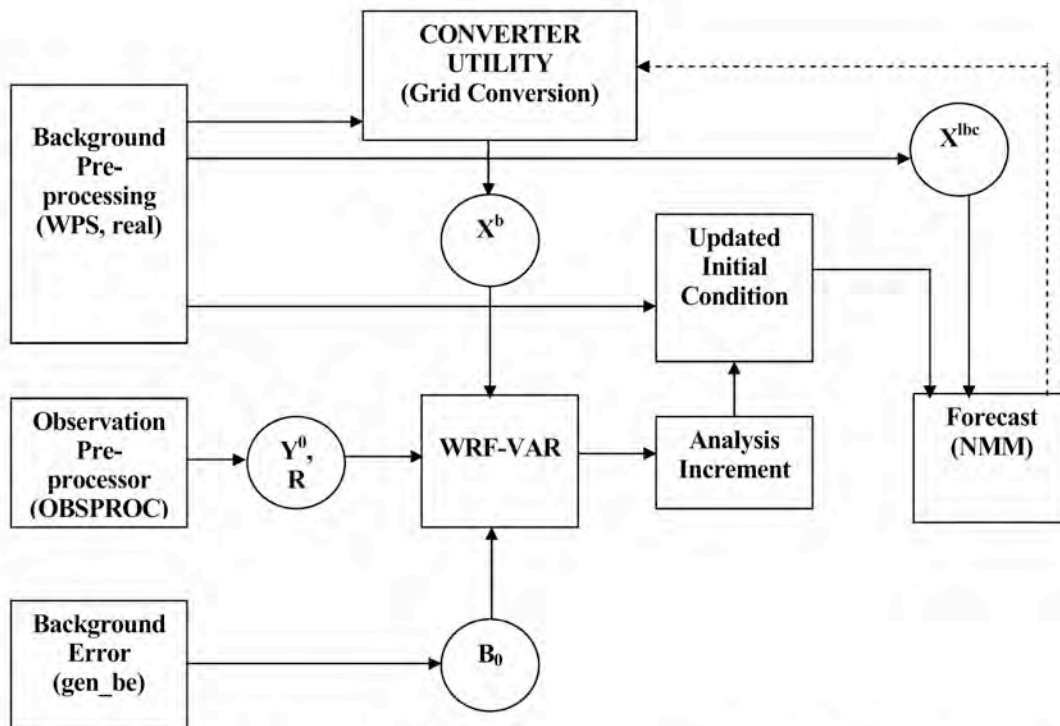 CONVERTER
UTILITY
(Grid Conversion)
Background
Pre-
processing
(WPS, real)
X^lbc
X^b
Updated
Initial
Condition
Observation
Pre-
processor
(OBSPROC)
Y^0,
R
WRF-VAR
Analysis
Increment
Forecast
(NMM)
Background
Error
(gen_be)
B₀